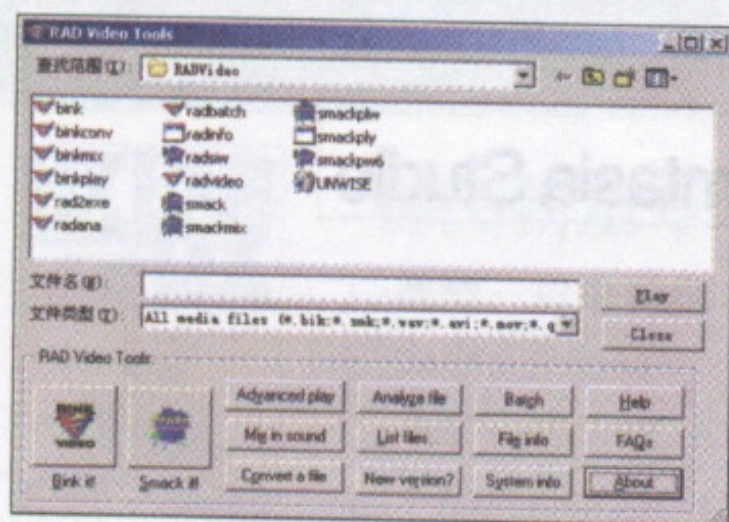 RAD Video Tools
查找范围(I): RADVideo
bink radbatch smackplw
binkconv radinfo smackply
binkmix radslw smackpw6
binkplay radvideo UNWISE
rad2exe smack
radana smackmix
文件名(N): Play
文件类型(T): All media files (*.bik;*.smk;*.wav;*.avi;*.mov;*.q Close
RAD Video Tools
BINK VIDEO
Advanced play Analyze file Batch Help
Mix in sound List files... File info FAQs
Bink it! Smack it! Convert a file New version? System info About